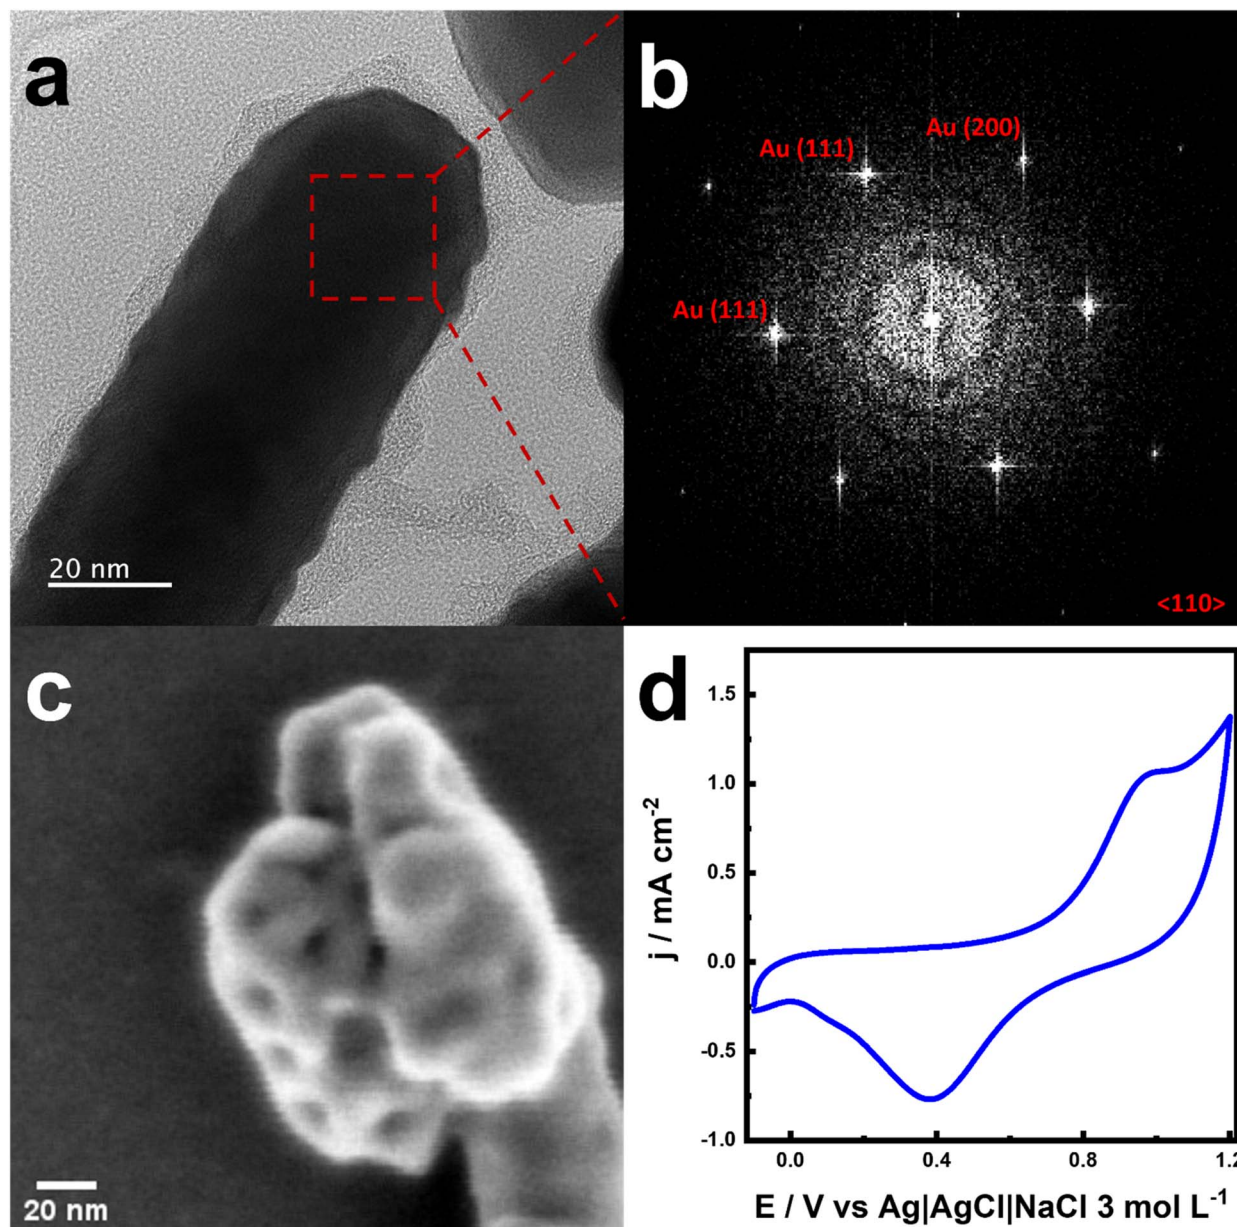 a
20 nm
b
Au (200)
Au (111)
Au (111)
<110>
c
20 nm
d
j / mA cm⁻²
1.5
1.0
0.5
0.0
-0.5
-1.0
0.0 0.4 0.8 1.2
E / V vs Ag|AgCl|NaCl 3 mol L⁻¹